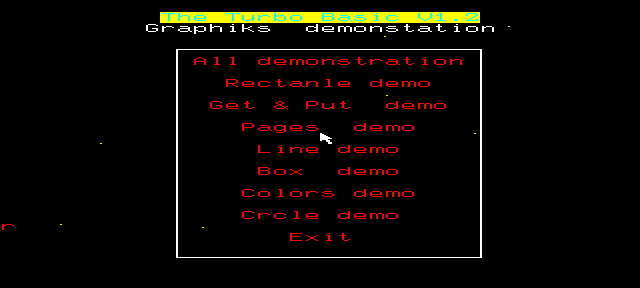 The Turbo Basic V1.2
Graphiks demonstation
All demonstration
Rectanle demo
Get & Put demo
Pages demo
Line demo
Box demo
Colors demo
Crcle demo
r
Exit